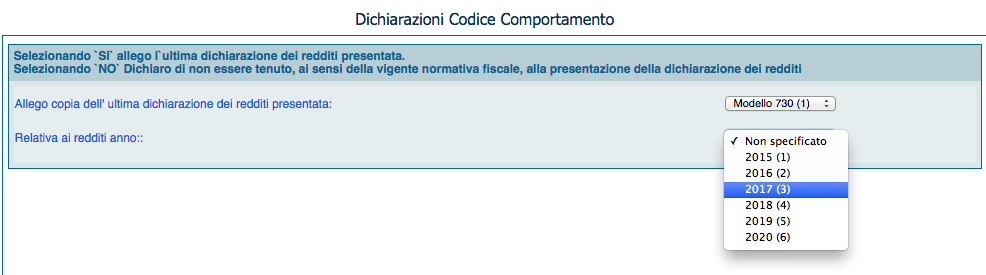 Dichiarazioni Codice Comportamento
Selezionando `SI` allego l`ultima dichiarazione dei redditi presentata.
Selezionando `NO` Dichiaro di non essere tenuto, ai sensi della vigente normativa fiscale, alla presentazione della dichiarazione dei redditi
Allego copia dell' ultima dichiarazione dei redditi presentata: Modello 730 (1)
Relativa ai redditi anno::
✓ Non specificato
2015 (1)
2016 (2)
2017 (3)
2018 (4)
2019 (5)
2020 (6)